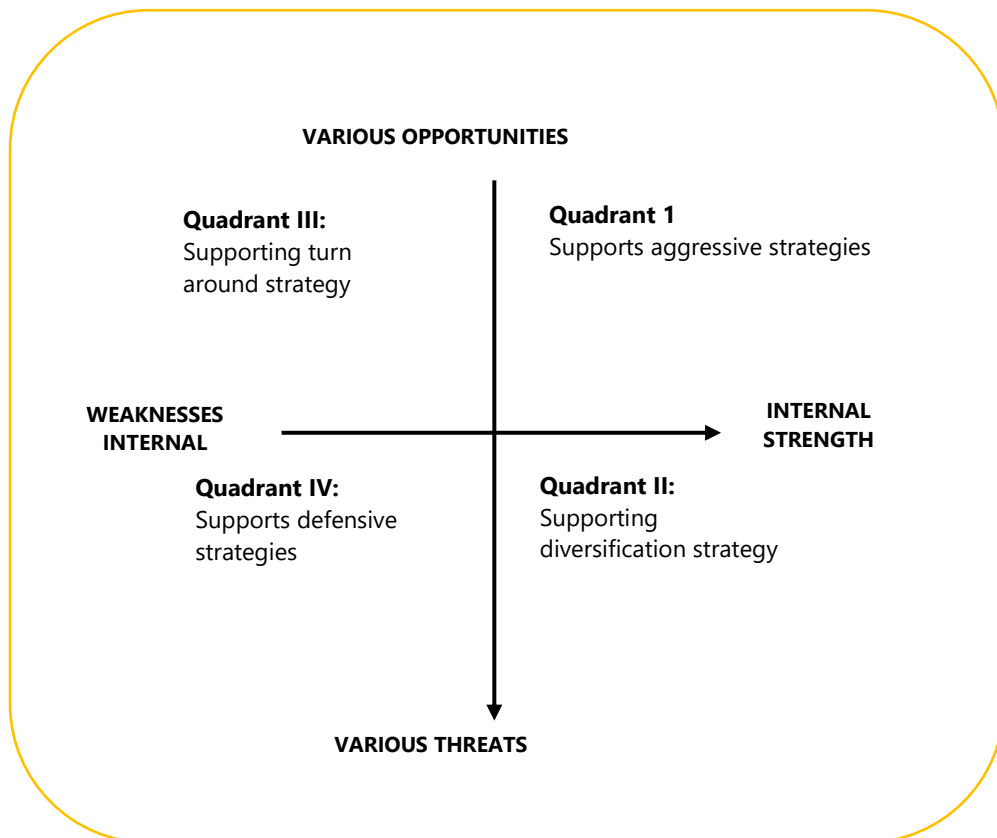 VARIOUS OPPORTUNITIES
Quadrant III:
Supporting turn
around strategy
Quadrant 1
Supports aggressive strategies
WEAKNESSES
INTERNAL
INTERNAL
STRENGTH
Quadrant IV:
Supports defensive
strategies
Quadrant II:
Supporting
diversification strategy
VARIOUS THREATS